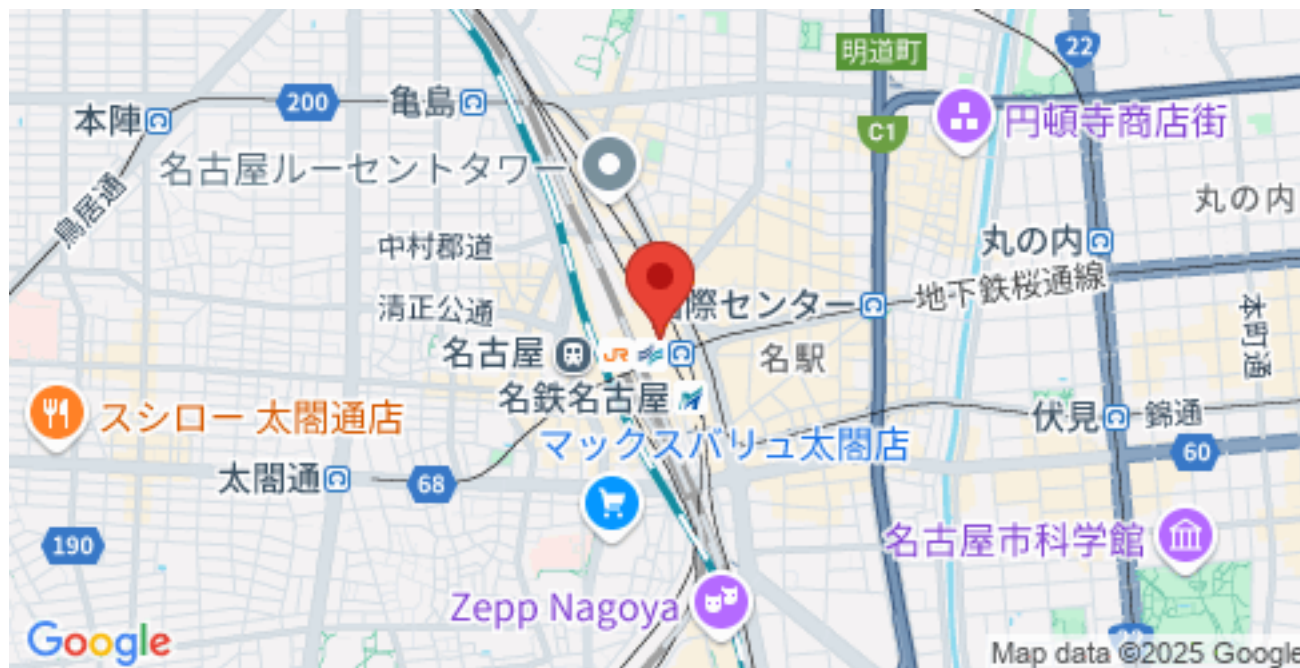 22
明道町
200
亀島
本陣
C1
円頓寺商店街
名古屋ルーセントタワー
鳥居通
丸の内
中村郡道
丸の内
地下鉄桜通線
清正公通
際センター
本町通
名古屋
JR
名駅
名鉄名古屋
スシロー 太閤通店
伏見
錦通
マックスバリュ太閤店
60
太閤通
68
190
名古屋市科学館
Zepp Nagoya
Google
Map data ©2025 Google